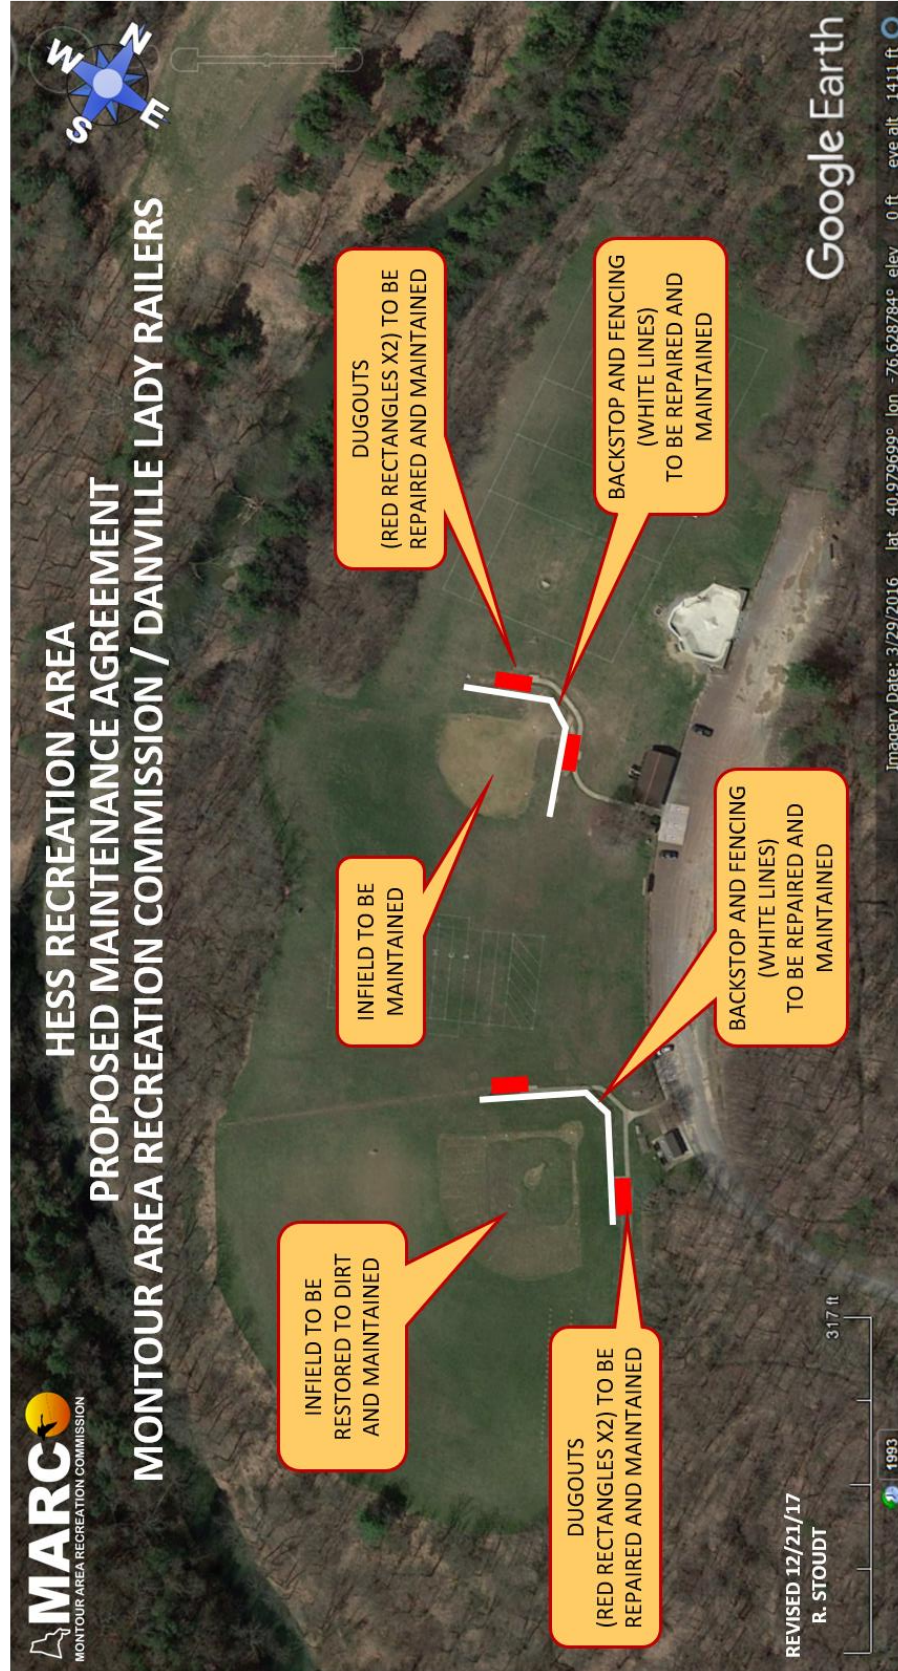 MARC
MONTOUR AREA RECREATION COMMISSION
HESS RECREATION AREA
PROPOSED MAINTENANCE AGREEMENT
MONTOUR AREA RECREATION COMMISSION / DANVILLE LADY RAILERS
N
W
S
E
INFIELD TO BE
RESTORED TO DIRT
AND MAINTAINED
INFIELD TO BE
MAINTAINED
DUGOUTS
(RED RECTANGLES X2) TO BE
REPAIRED AND MAINTAINED
DUGOUTS
(RED RECTANGLES X2) TO BE
REPAIRED AND MAINTAINED
BACKSTOP AND FENCING
(WHITE LINES)
TO BE REPAIRED AND
MAINTAINED
BACKSTOP AND FENCING
(WHITE LINES)
TO BE REPAIRED AND
MAINTAINED
REVISED 12/21/17
R. STOUDT
317 ft
Google Earth
1993
Imagery Date: 3/29/2016 lat 40.979699° lon -76.628784° elev 0 ft eye alt 1411 ft